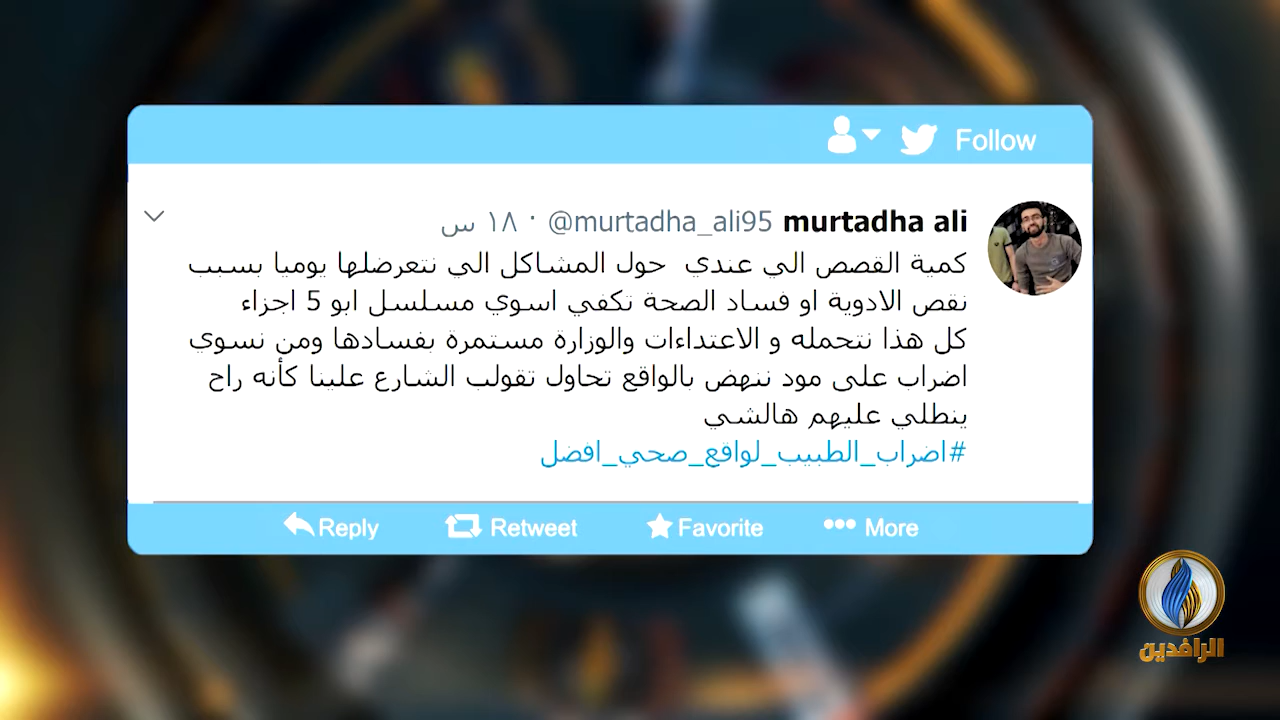 Follow
murtadha ali @murtadha_ali95 · ١٨ س
كمية القصص الي عندي حول المشاكل الي نتعرضلها يوميا بسبب
نقص الادوية او فساد الصحة تكفي اسوي مسلسل ابو 5 اجزاء
كل هذا نتحمله و الاعتداءات والوزارة مستمرة بفسادها ومن نسوي
اضراب على مود ننهض بالواقع تحاول تقولب الشارع علينا كأنه راح
ينطلي عليهم هالشي
#اضراب_الطبيب_لواقع_صحي_افضل
Reply Retweet Favorite More
الرافدين